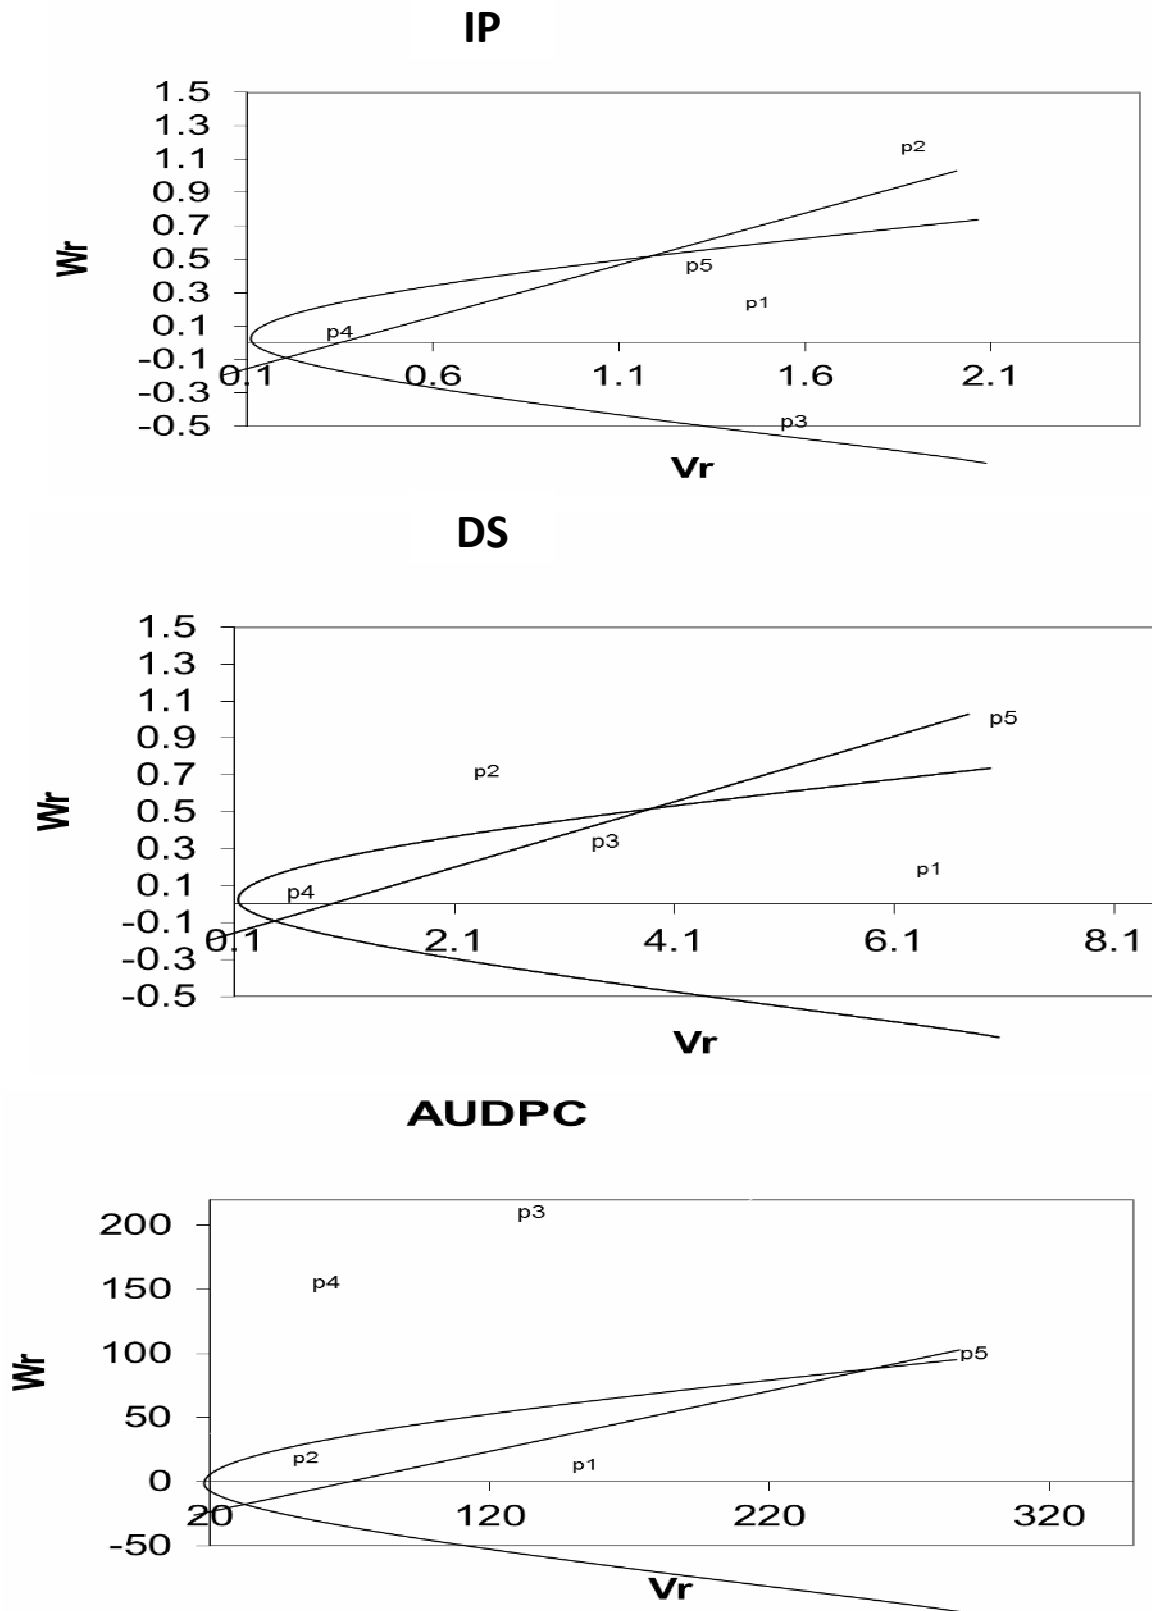 IP
1.5
1.3
1.1 p2
0.9
0.7
Wr 0.5 p5
0.3 p1
0.1 p4
-0.1
0.1 0.6 1.1 1.6 2.1
-0.3
-0.5 p3
Vr
DS
1.5
1.3
1.1
0.9 p5
0.7 p2
Wr 0.5
0.3 p3
0.1 p4 p1
-0.1
0.1 2.1 4.1 6.1 8.1
-0.3
-0.5
Vr
AUDPC
200 p3
150 p4
100 p5
Wr
50
0 p2 p1
20 120 220 320
-50
Vr